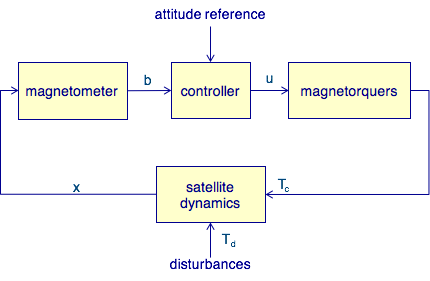 attitude reference
magnetometer
b
controller
u
magnetorquers
x
satellite
dynamics
Tc
Td
disturbances